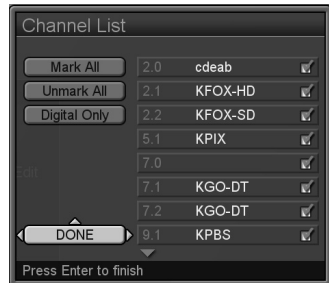 Channel List
Mark All
Unmark All
Digital Only
Edit
DONE
2.0 cdeab
2.1 KFOX-HD
2.2 KFOX-SD
5.1 KPIX
7.0
7.1 KGO-DT
7.2 KGO-DT
9.1 KPBS
Press Enter to finish